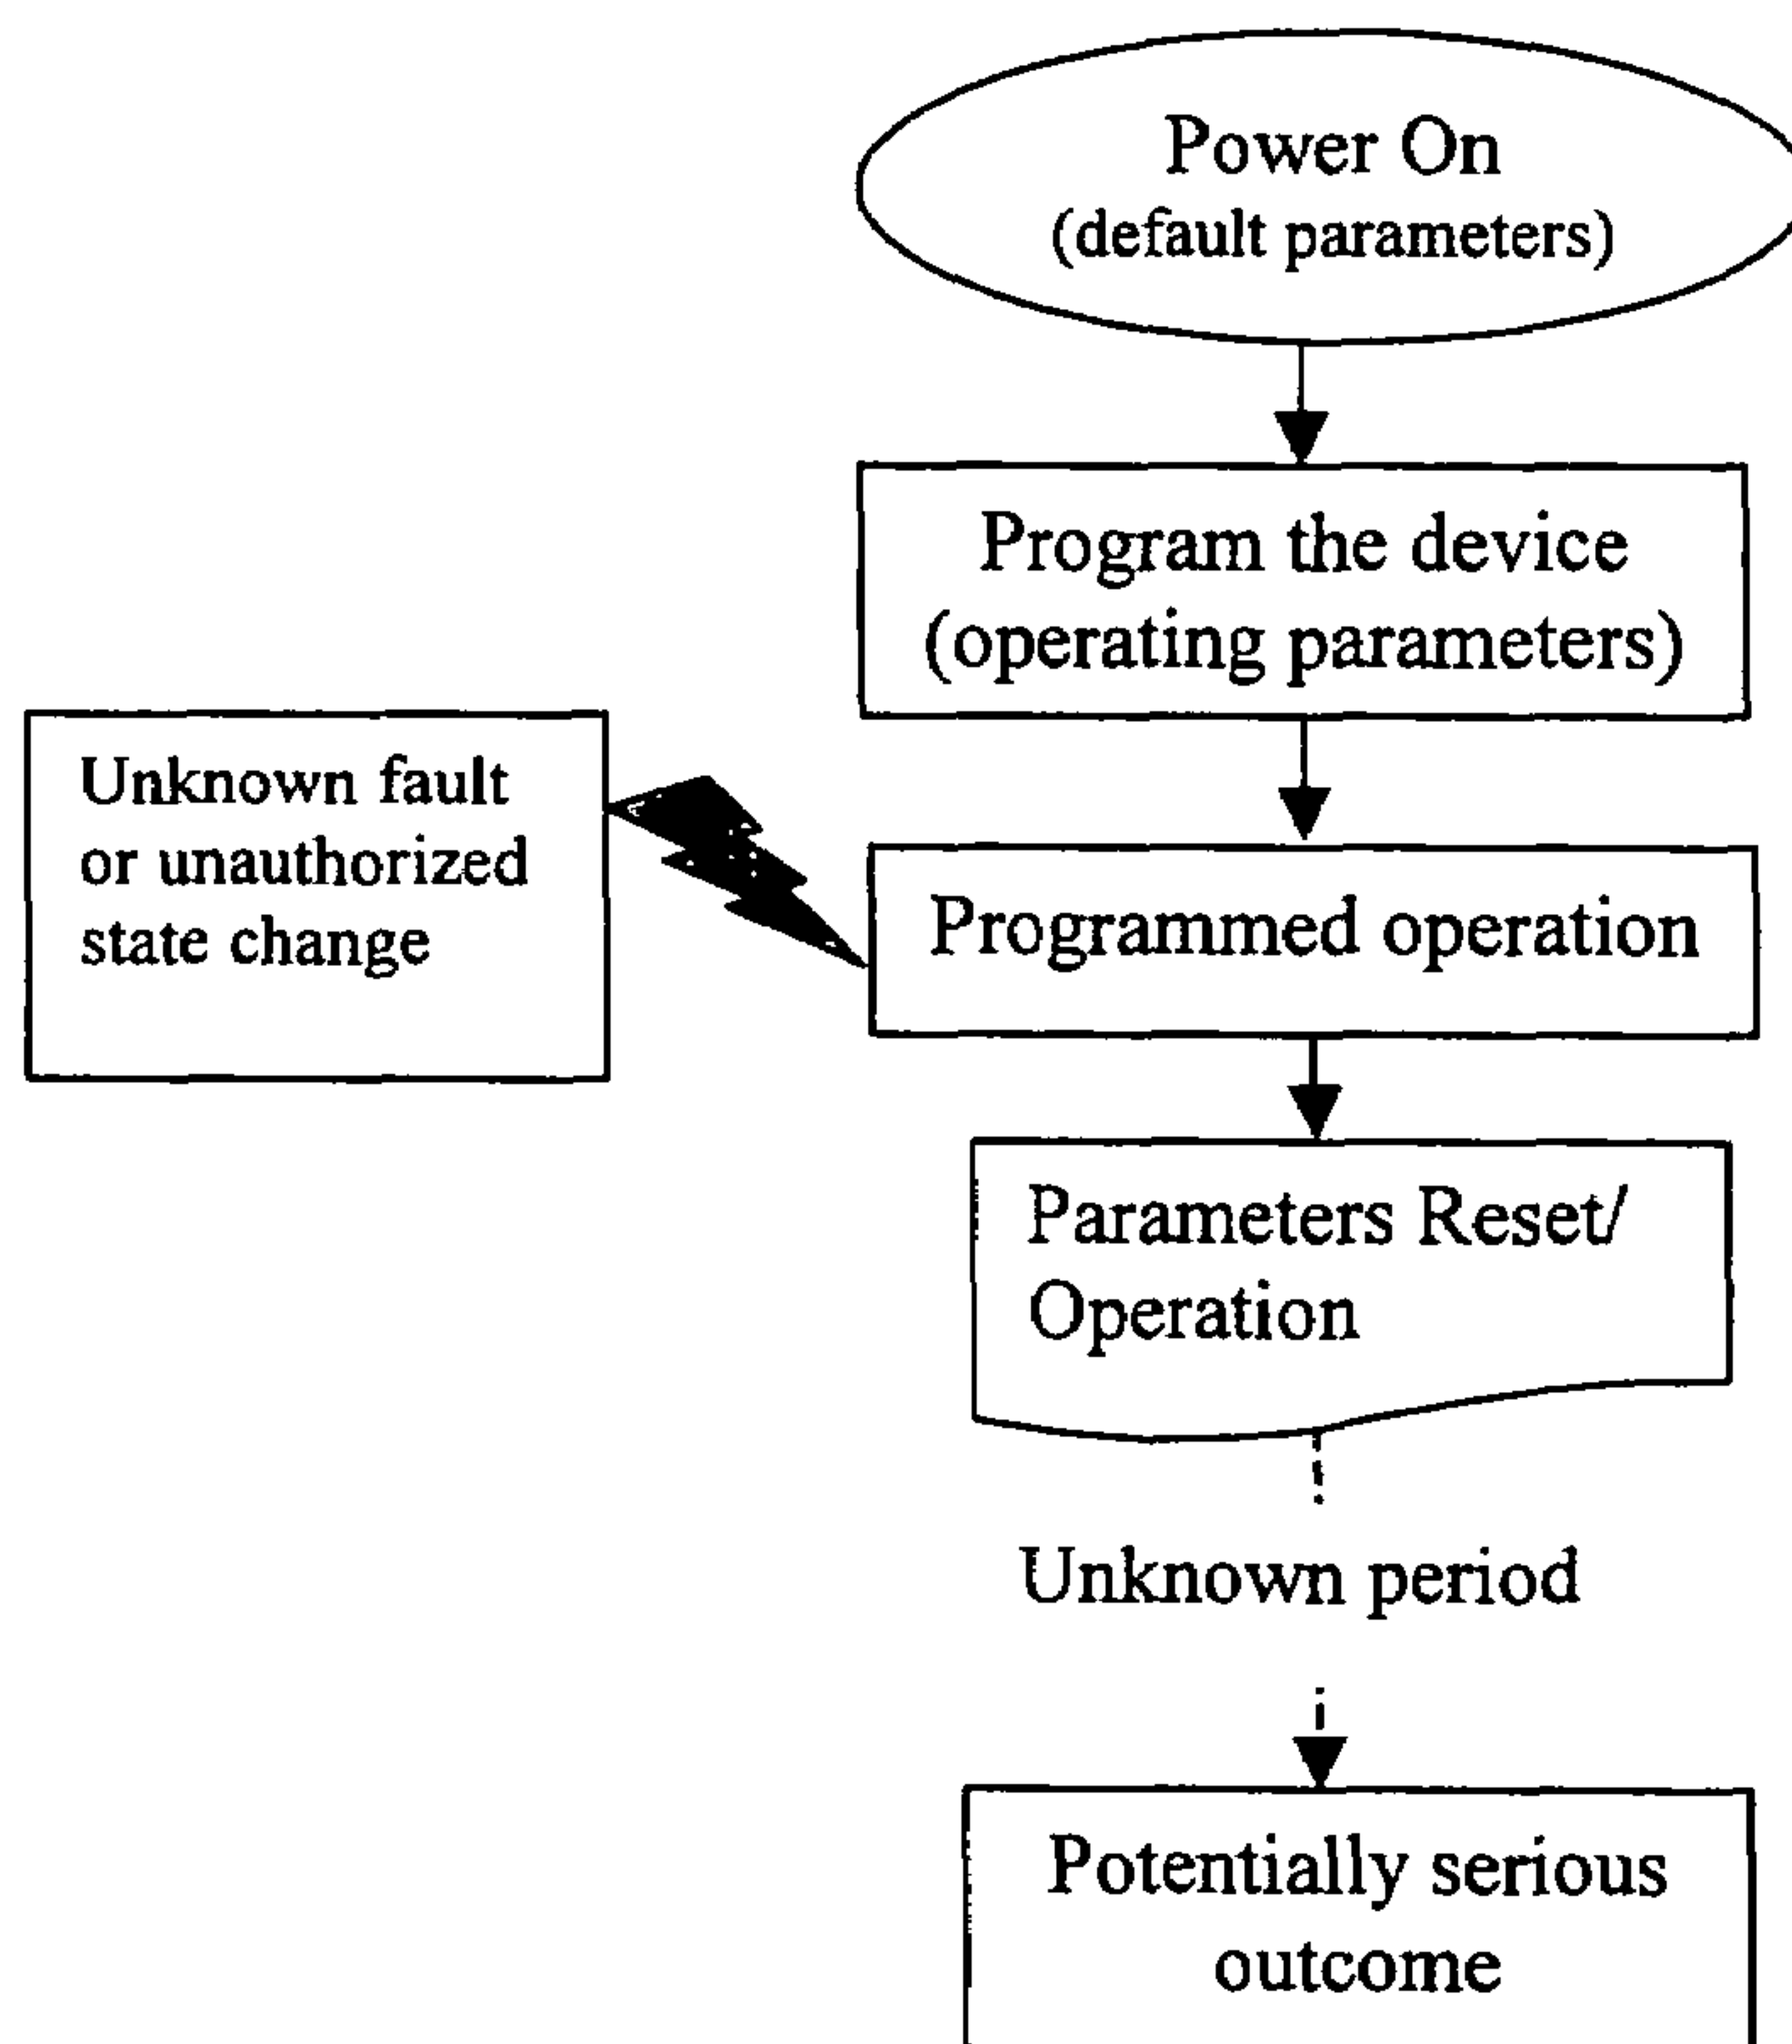 Power On
(default parameters)
Program the device
(operating parameters)
Unknown fault
or unauthorized
state change
Programmed operation
Parameters Reset/
Operation
Unknown period
Potentially serious
outcome